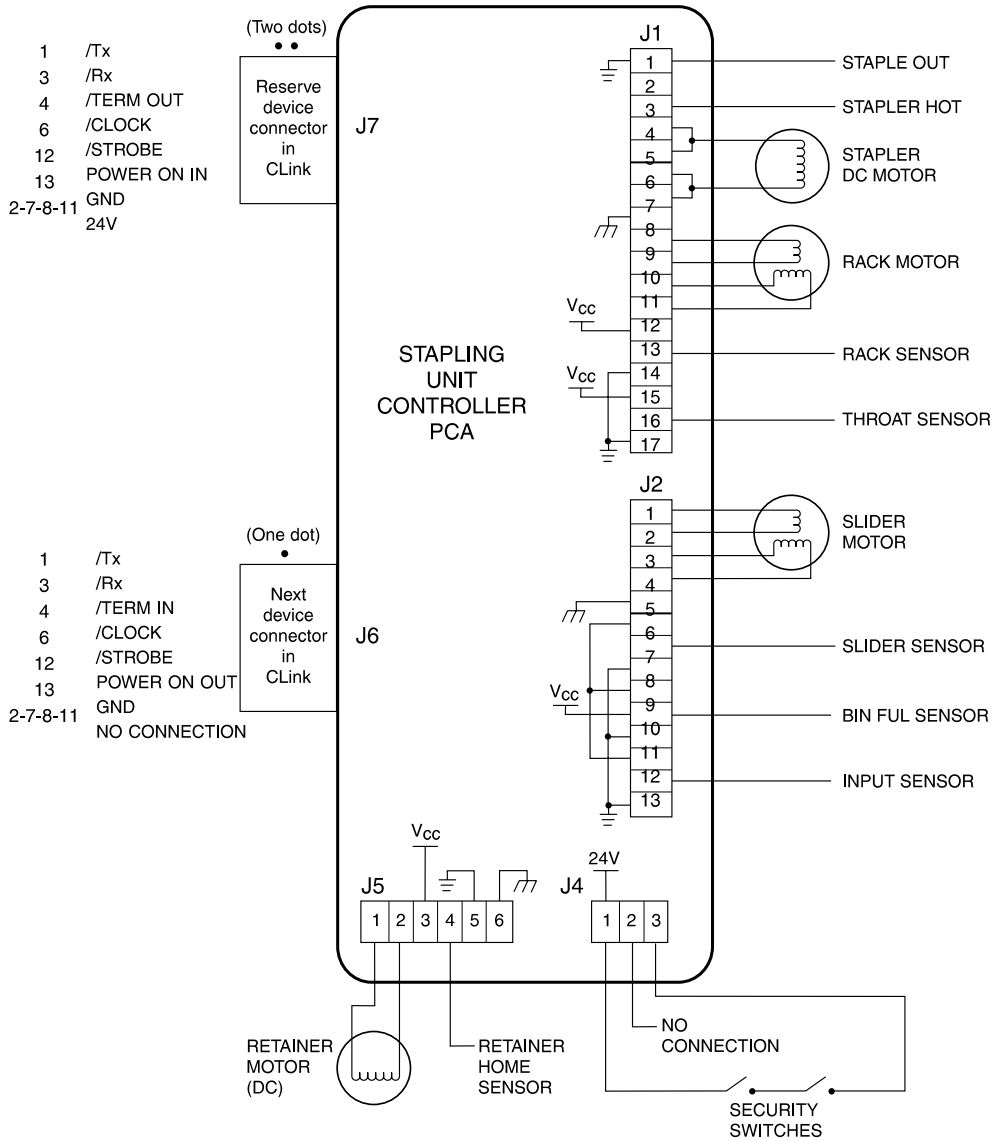 (Two dots)
1 /Tx
3 /Rx
4 /TERM OUT
6 /CLOCK
12 /STROBE
13 POWER ON IN
2-7-8-11 GND
24V
Reserve
device
connector
in
CLink
J7
(One dot)
1 /Tx
3 /Rx
4 /TERM IN
6 /CLOCK
12 /STROBE
13 POWER ON OUT
2-7-8-11 GND
NO CONNECTION
Next
device
connector
in
CLink
J6
STAPLING
UNIT
CONTROLLER
PCA
J1
1
2
3
4
5
6
7
8
9
10
11
12
13
14
15
16
17
VCC
VCC
STAPLE OUT
STAPLER HOT
STAPLER
DC MOTOR
RACK MOTOR
RACK SENSOR
THROAT SENSOR
J2
1
2
3
4
5
6
7
8
9
10
11
12
13
VCC
SLIDER
MOTOR
SLIDER SENSOR
BIN FUL SENSOR
INPUT SENSOR
VCC
J5
1 2 3 4 5 6
RETAINER
MOTOR
(DC)
RETAINER
HOME
SENSOR
24V
J4
1 2 3
NO
CONNECTION
SECURITY
SWITCHES